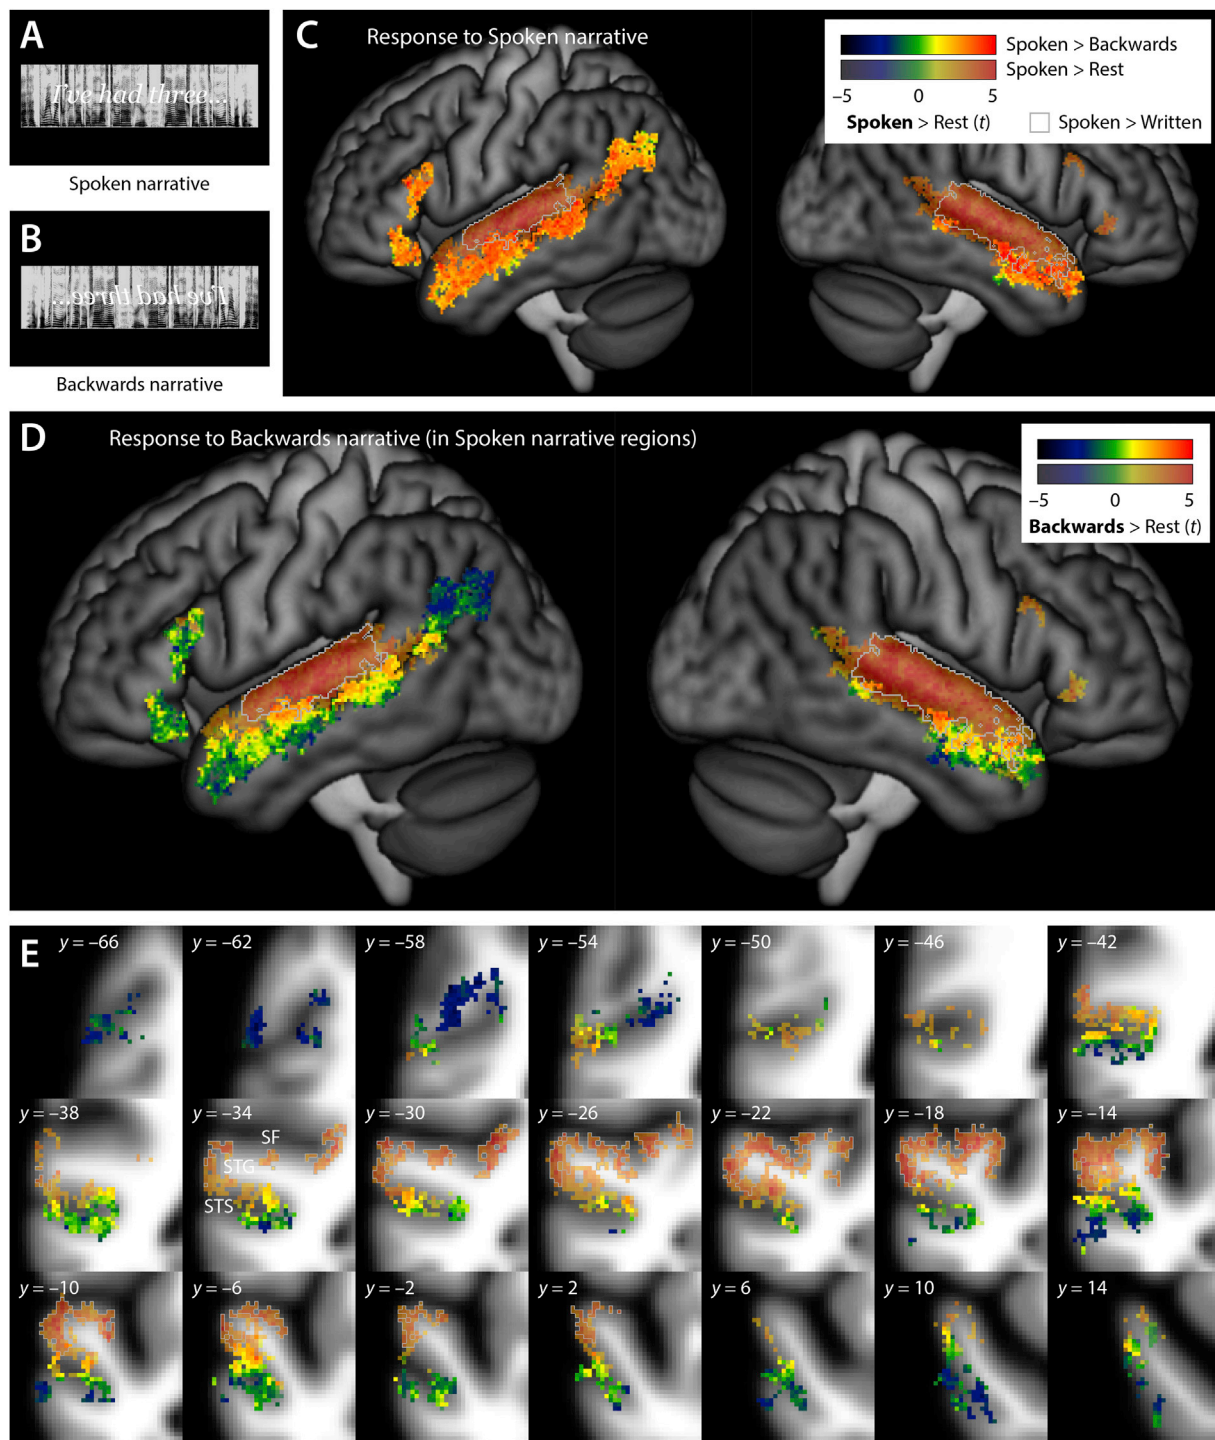 A
I've had three...
Spoken narrative
B
I've had three...
Backwards narrative
C
Response to Spoken narrative
Spoken > Backwards
Spoken > Rest
–5 0 5
Spoken > Rest (t)
Spoken > Written
D
Response to Backwards narrative (in Spoken narrative regions)
–5 0 5
Backwards > Rest (t)
E
y = –66
y = –62
y = –58
y = –54
y = –50
y = –46
y = –42
y = –38
y = –34
SF
STG
STS
y = –30
y = –26
y = –22
y = –18
y = –14
y = –10
y = –6
y = –2
y = 2
y = 6
y = 10
y = 14